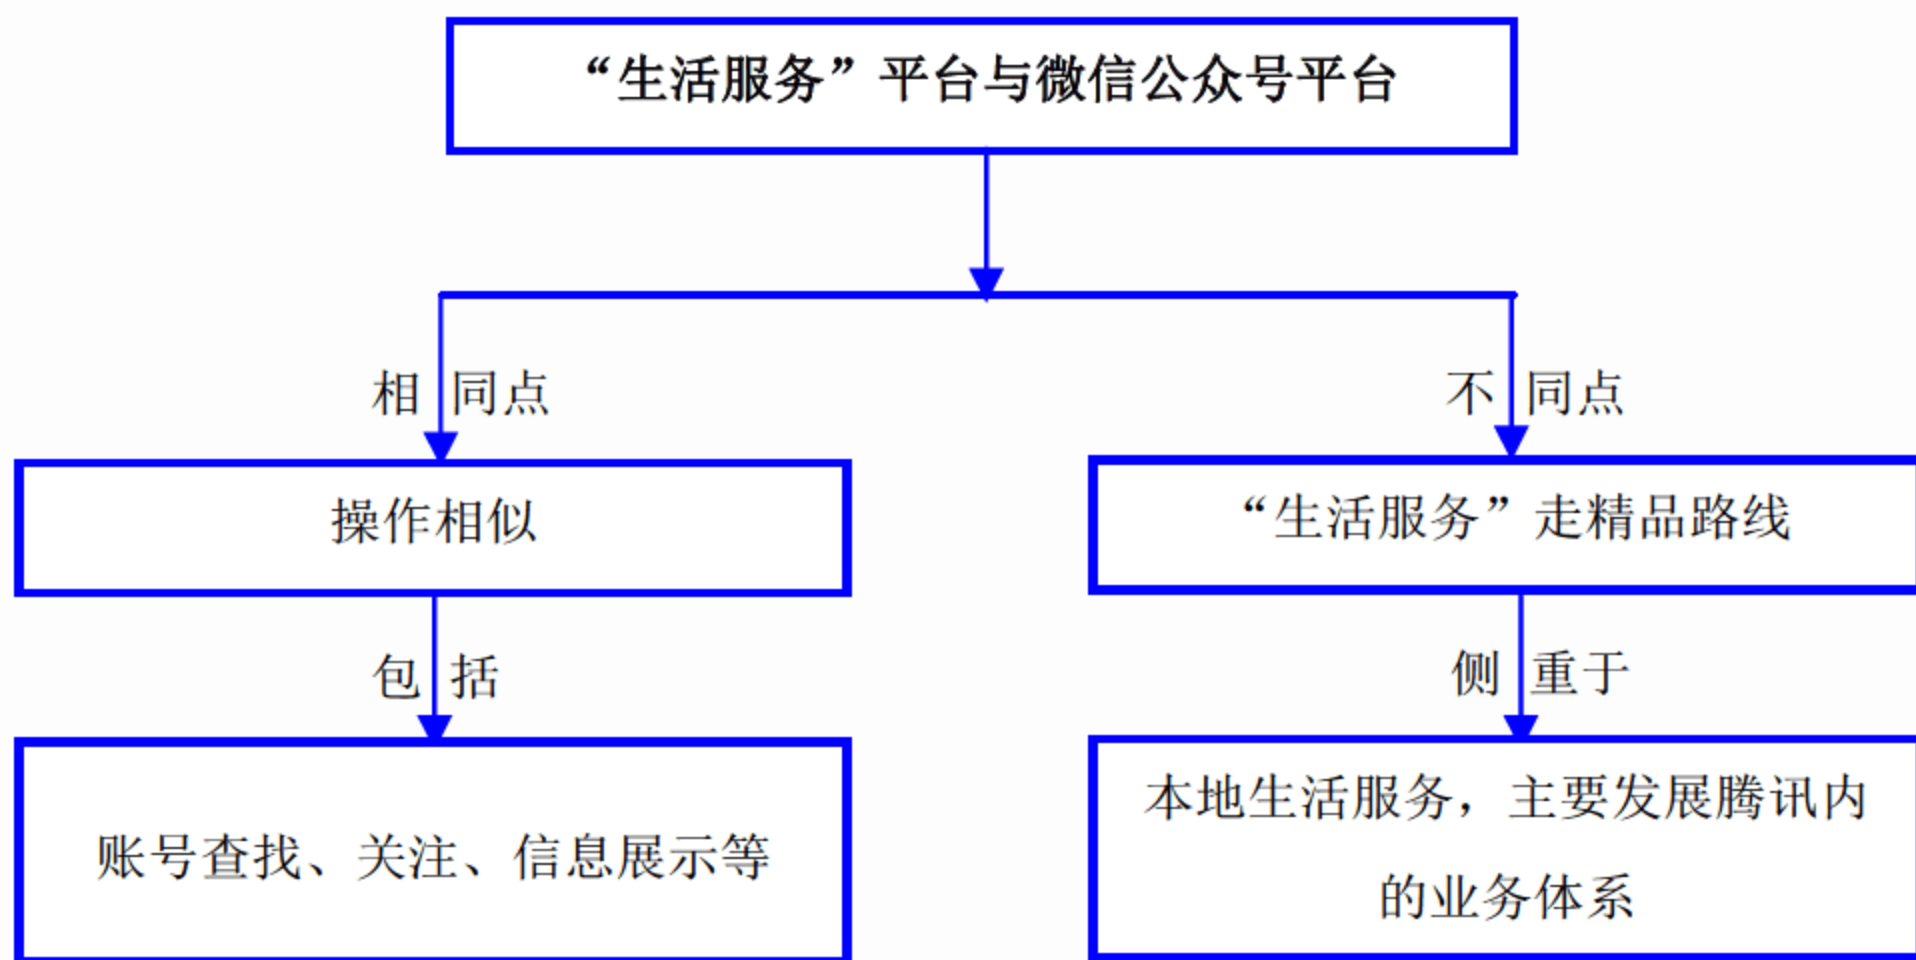 “生活服务”平台与微信公众号平台
相同点
不同点
操作相似
“生活服务”走精品路线
包括
侧重于
账号查找、关注、信息展示等
本地生活服务，主要发展腾讯内
的业务体系